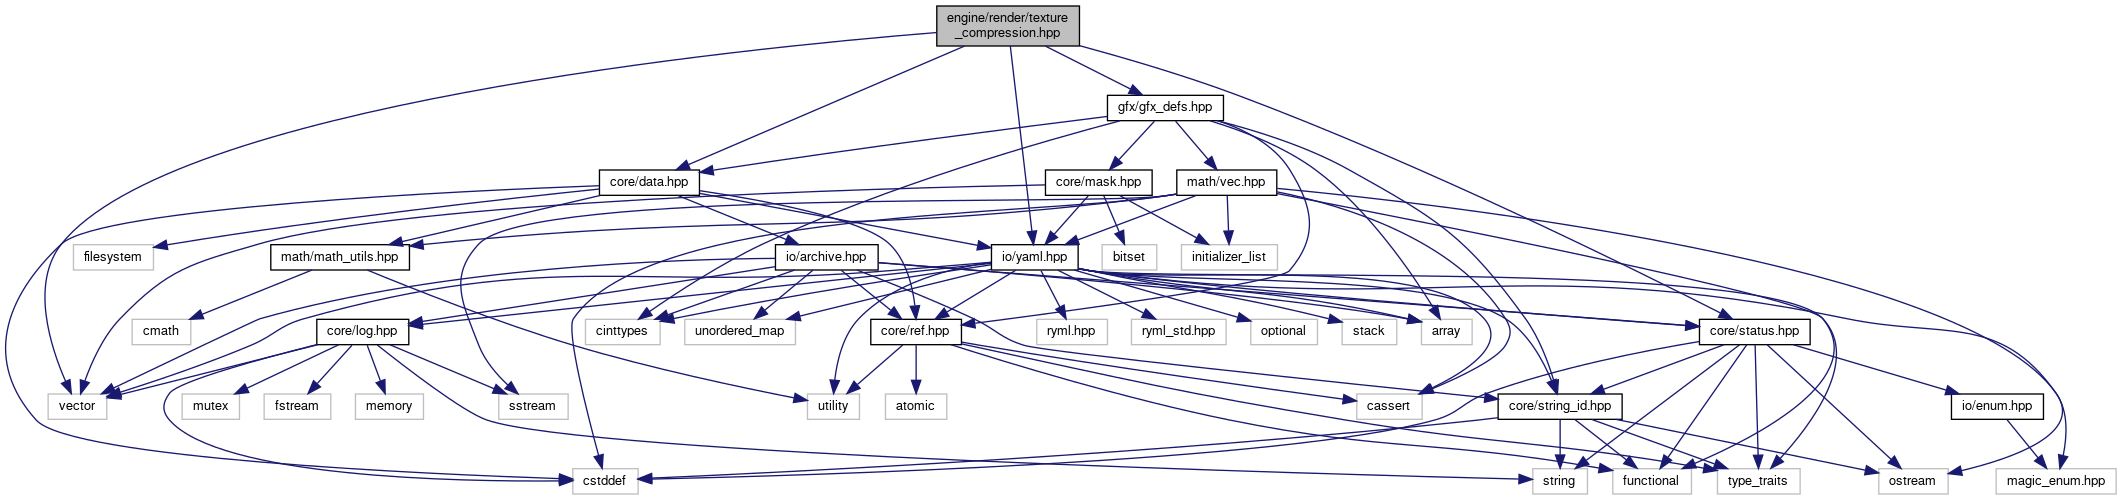 engine/render/texture
_compression.hpp
gfx/gfx_defs.hpp
core/data.hpp
core/mask.hpp
math/vec.hpp
filesystem
math/math_utils.hpp
io/archive.hpp
io/yaml.hpp
bitset
initializer_list
cmath
core/log.hpp
cinttypes
unordered_map
core/ref.hpp
ryml.hpp
ryml_std.hpp
optional
stack
array
core/status.hpp
vector
mutex
fstream
memory
sstream
utility
atomic
cassert
core/string_id.hpp
io/enum.hpp
cstddef
string
functional
type_traits
ostream
magic_enum.hpp